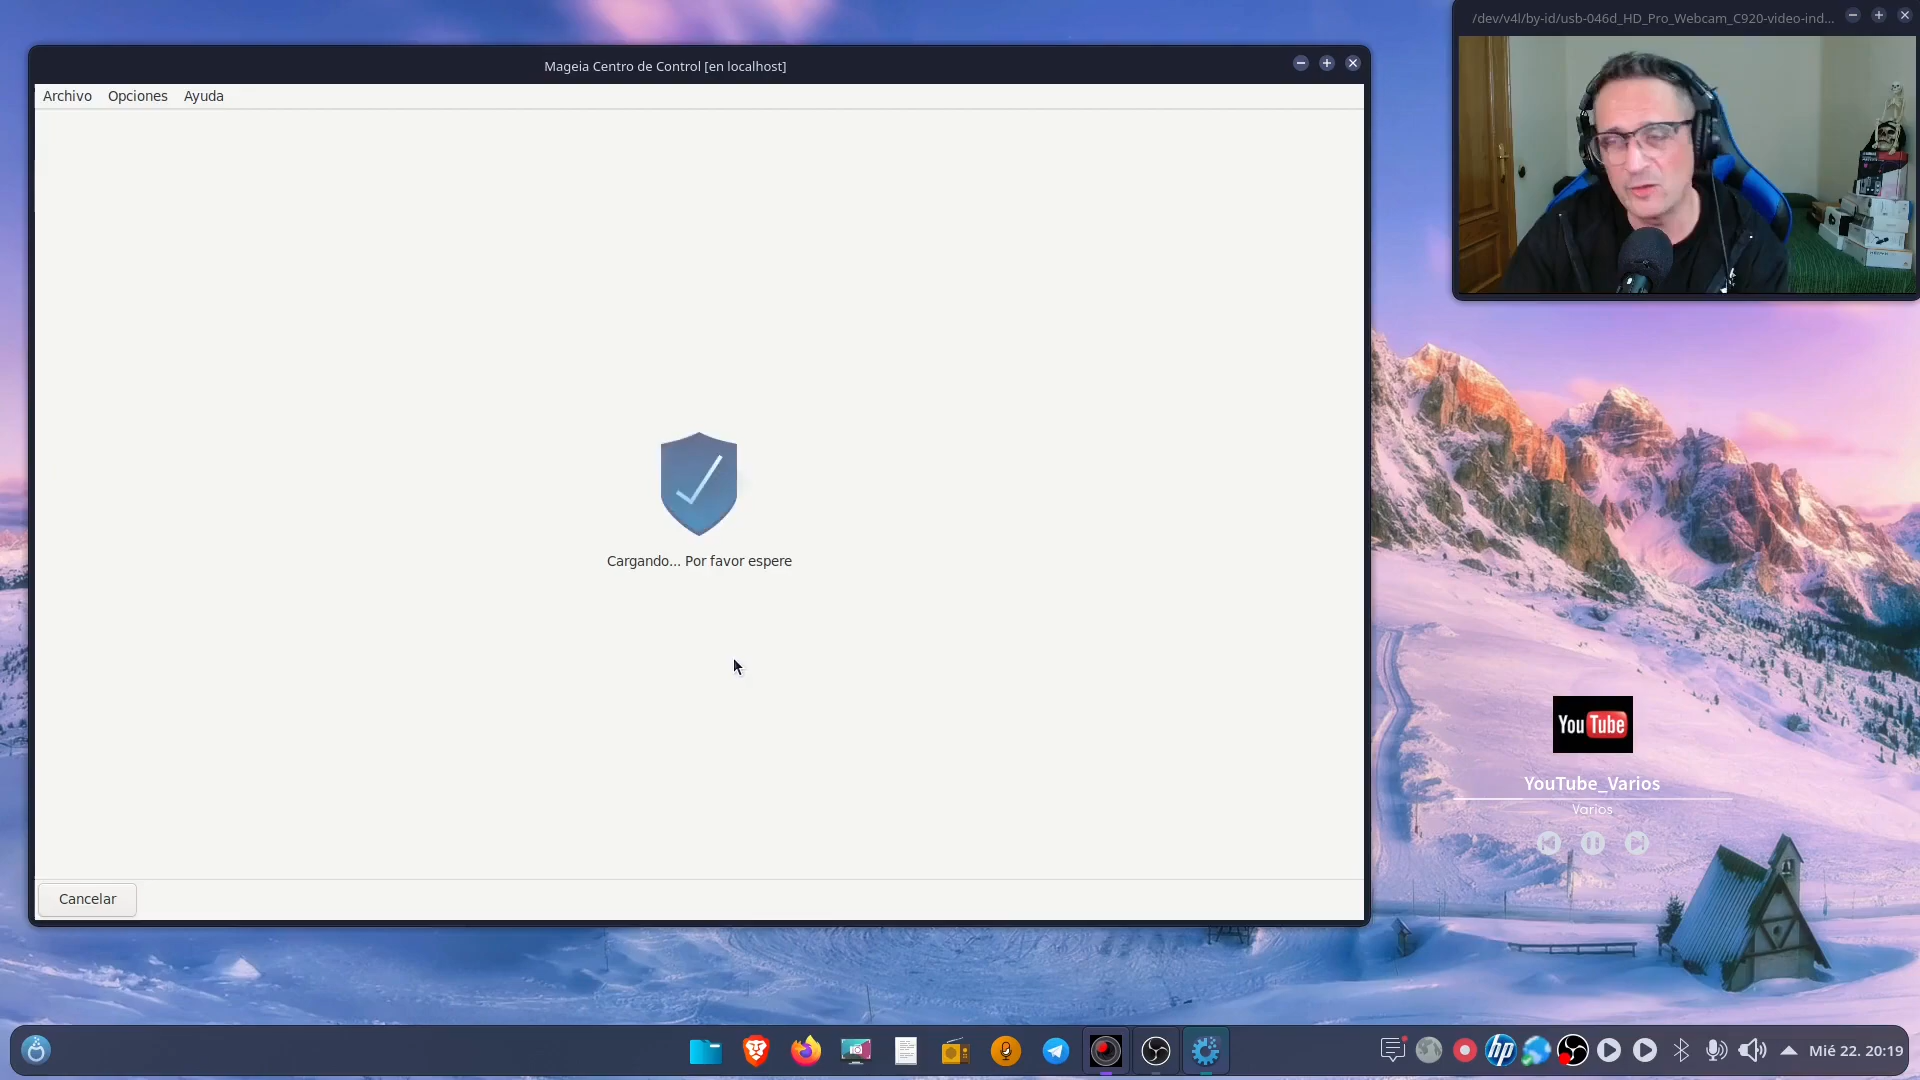 /dev/v4l/by-id/usb-046d_HD_Pro_Webcam_C920-video-ind...
Mageia Centro de Control [en localhost]
Archivo Opciones Ayuda
Cargando... Por favor espere
YouTube
YouTube_Varios
Varios
Cancelar
hp
Mié 22. 20:19